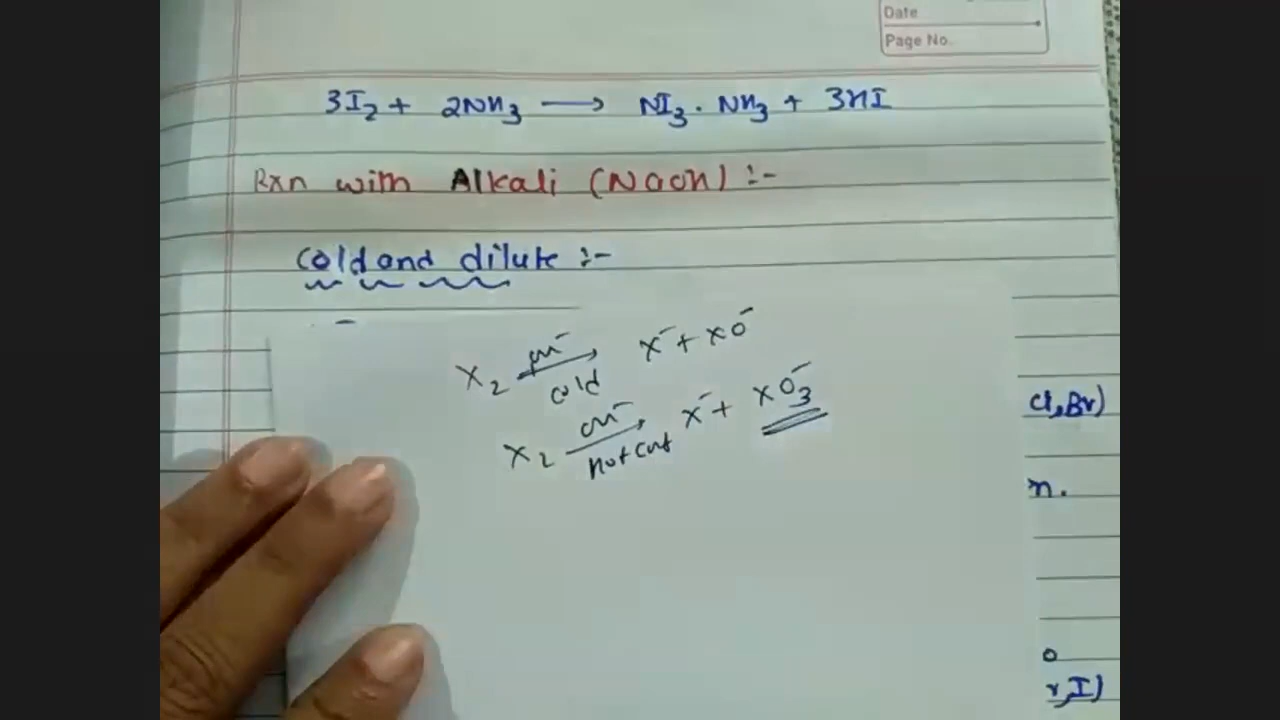 Date
Page No.
3I₂ + 2NH₃ ⟶ NI₃ · NH₃ + 3HI
Rxn with Alkali (NaOH) :-
Cold and dilute :-
X₂ OH⁻ → cold X⁻ + XO⁻
X₂ OH⁻ → hot X⁻ + XO₃⁻
Cl, Br)
n.
r, I)